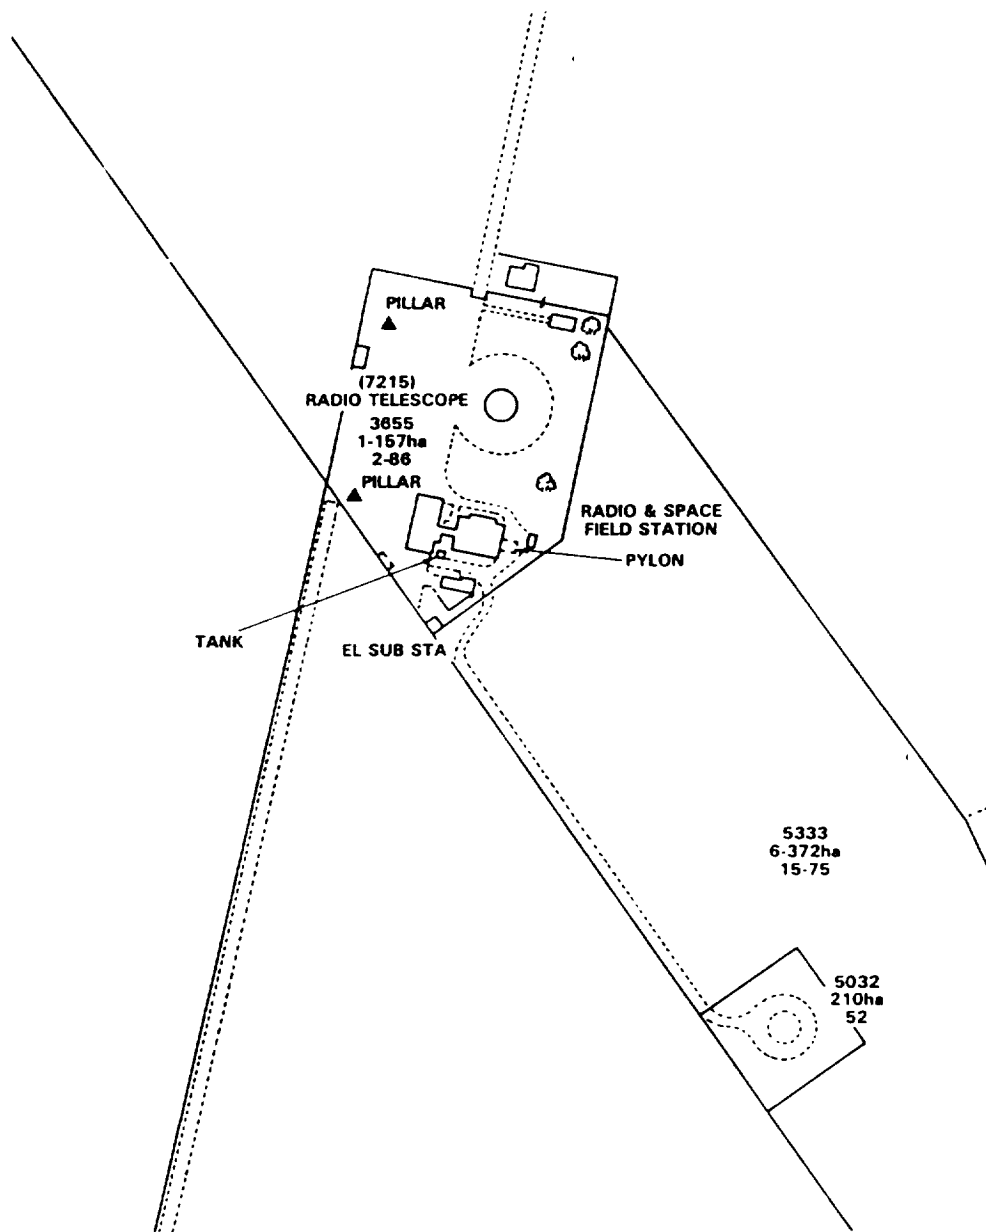 PILLAR
(7215)
RADIO TELESCOPE
3655
1-157ha
2-86
PILLAR
RADIO & SPACE
FIELD STATION
PYLON
TANK
EL SUB STA
5333
6-372ha
15-75
5032
210ha
52